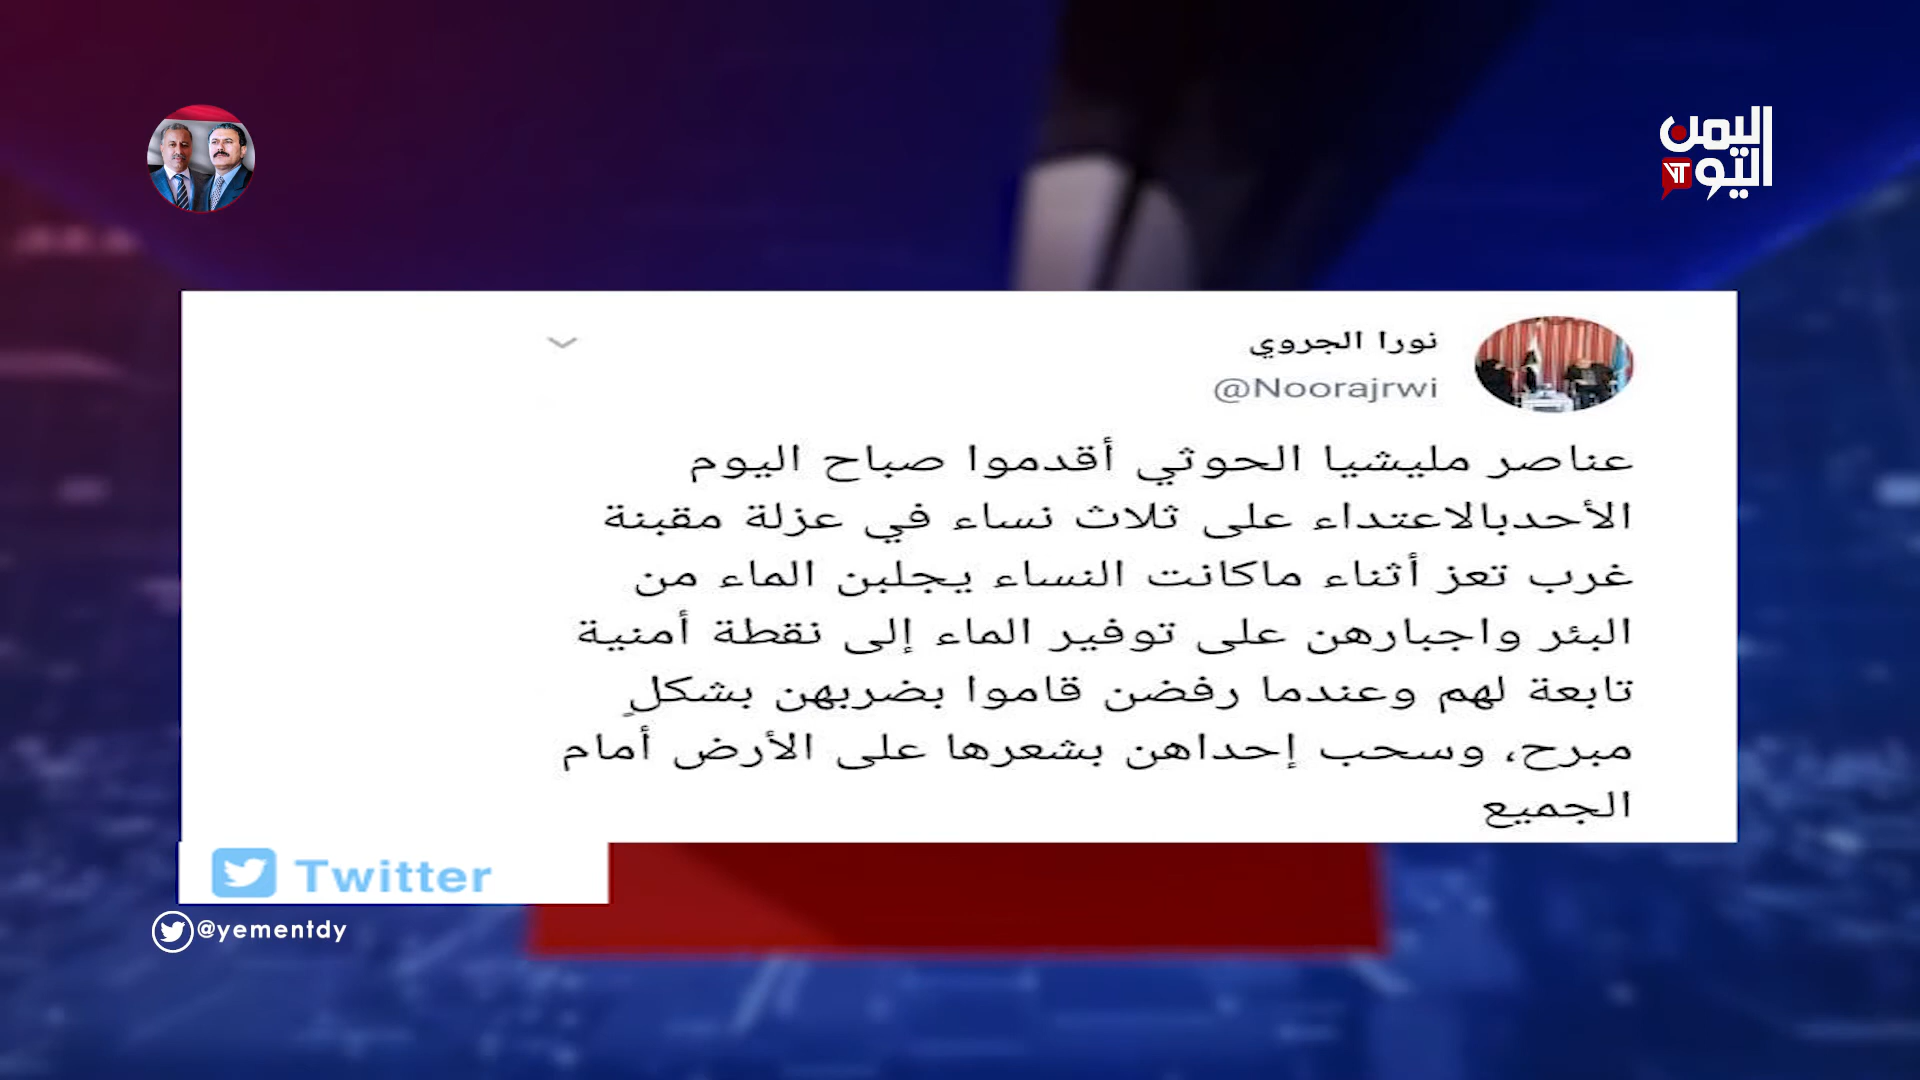 اليمن
اليوم
YT
نورا الجروي
@Noorajrwi
عناصر مليشيا الحوثي أقدموا صباح اليوم
الأحدبالاعتداء على ثلاث نساء في عزلة مقبنة
غرب تعز أثناء ماكانت النساء يجلبن الماء من
البئر واجبارهن على توفير الماء إلى نقطة أمنية
تابعة لهم وعندما رفضن قاموا بضربهن بشكلٍ
مبرح، وسحب إحداهن بشعرها على الأرض أمام
الجميع
Twitter
@yementdy